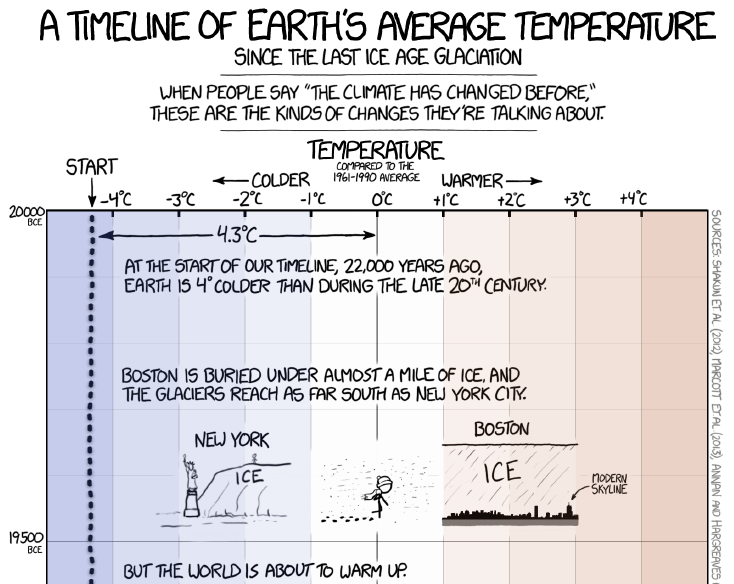 A TIMELINE OF EARTH'S AVERAGE TEMPERATURE
SINCE THE LAST ICE AGE GLACIATION
WHEN PEOPLE SAY "THE CLIMATE HAS CHANGED BEFORE,"
THESE ARE THE KINDS OF CHANGES THEY'RE TALKING ABOUT.
TEMPERATURE
COMPARED TO THE
1961-1990 AVERAGE
START
COLDER
WARMER
-4°C
-3°C
-2°C
-1°C
0°C
+1°C
+2°C
+3°C
+4°C
20000
BCE
4.3°C
AT THE START OF OUR TIMELINE, 22,000 YEARS AGO,
EARTH IS 4° COLDER THAN DURING THE LATE 20TH CENTURY.
BOSTON IS BURIED UNDER ALMOST A MILE OF ICE, AND
THE GLACIERS REACH AS FAR SOUTH AS NEW YORK CITY.
NEW YORK
ICE
BOSTON
ICE
MODERN
SKYLINE
19500
BCE
BUT THE WORLD IS ABOUT TO WARM UP.
SOURCES: SHAKUN ET AL (2012), MARCOTT ET AL (2013), ANNAN AND HARGREAVES